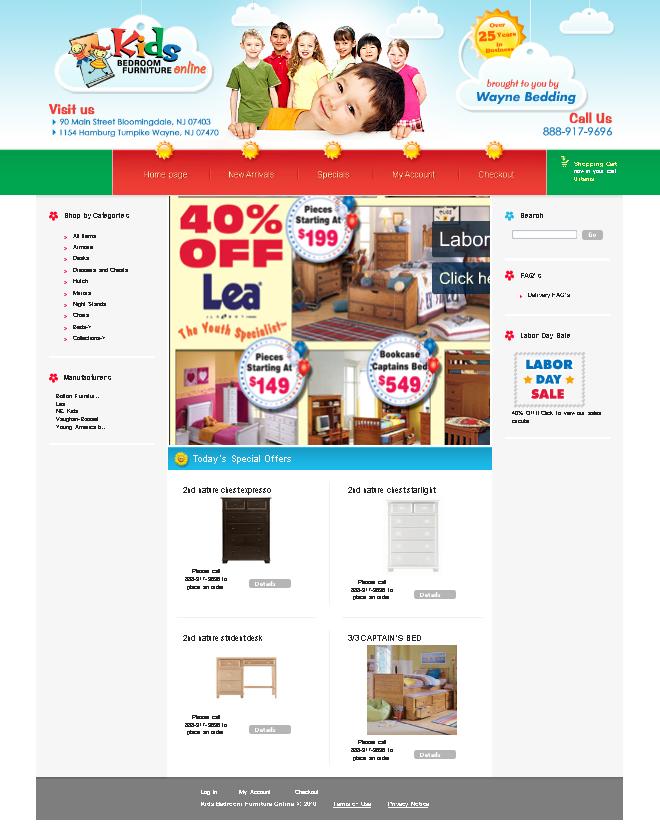 Kids
BEDROOM
FURNITURE online
Over
25 Years
in
Business
brought to you by
Wayne Bedding
Visit us
90 Main Street Bloomingdale, NJ 07403
1154 Hamburg Turnpike Wayne, NJ 07470
Call Us
888-917-9696
Home page
New Arrivals
Specials
My Account
Checkout
Shopping Cart
now in your cart
0 items
Shop by Categories
All Items
Armoire
Desks
Dressers and Chests
Hutch
Mirrors
Night Stands
Chairs
Beds->
Collections->
Manufacturers
Bolton Furnitur..
Lea
NE Kids
Vaughan-Bassett
Young America b..
40%
OFF
Lea
The Youth Specialist
Pieces
Starting At
$199
Labor
Click he
Pieces
Starting At
$149
Bookcase
Captains Bed
$549
Search
Go
FAQ's
Delivery FAQ's
Labor Day Sale
LABOR
DAY
SALE
40% Off!! Click to view our sales
circular
Today's Special Offers
2nd nature chest espresso
Please call
888-917-9696 to
place an order
Details
2nd nature chest starlight
Please call
888-917-9696 to
place an order
Details
2nd nature student desk
Please call
888-917-9696 to
place an order
Details
3/3 CAPTAIN'S BED
Please call
888-917-9696 to
place an order
Details
Log In
My Account
Checkout
Kids Bedroom Furniture Online © 2010
Terms of Use
Privacy Notice